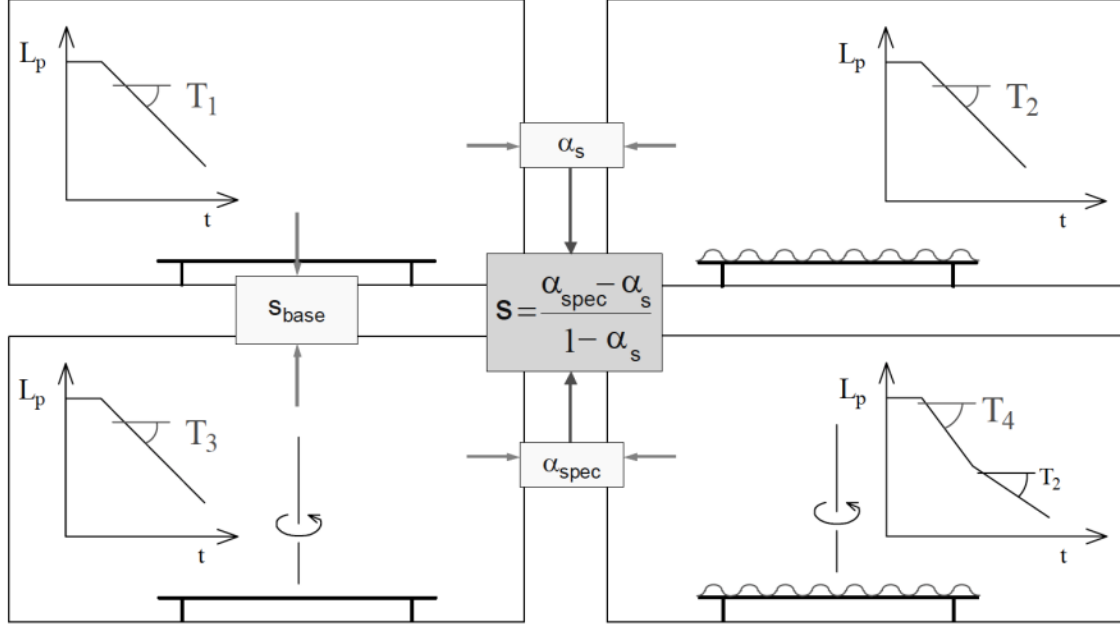 Lp
T1
t
αs
Lp
T2
t
sbase
s = αspec − αs / 1 − αs
Lp
T3
t
αspec
Lp
T4
T2
t